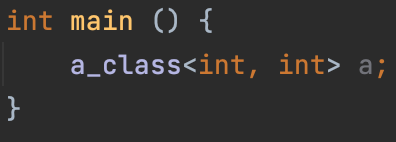 int main () {
    a_class<int, int> a;
}